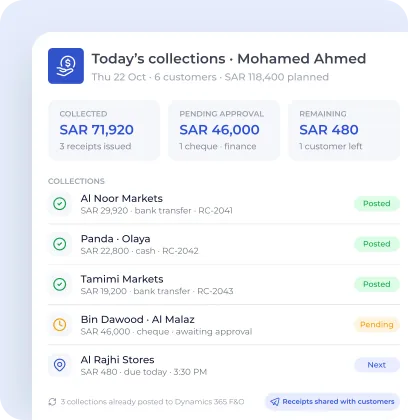 Today’s collections · Mohamed Ahmed
Thu 22 Oct · 6 customers · SAR 118,400 planned
COLLECTED
SAR 71,920
3 receipts issued
PENDING APPROVAL
SAR 46,000
1 cheque · finance
REMAINING
SAR 480
1 customer left
COLLECTIONS
Al Noor Markets
SAR 29,920 · bank transfer · RC-2041
Posted
Panda · Olaya
SAR 22,800 · cash · RC-2042
Posted
Tamimi Markets
SAR 19,200 · bank transfer · RC-2043
Posted
Bin Dawood · Al Malaz
SAR 46,000 · cheque · awaiting approval
Pending
Al Rajhi Stores
SAR 480 · due today · 3:30 PM
Next
3 collections already posted to Dynamics 365 F&O
Receipts shared with customers